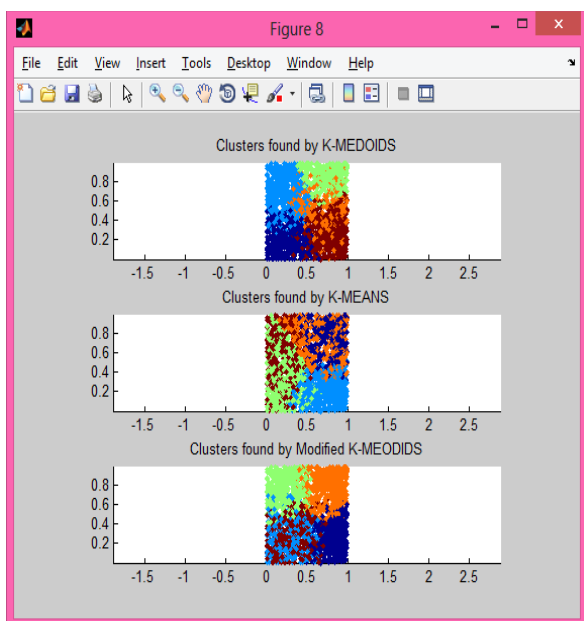 Figure 8
File Edit View Insert Tools Desktop Window Help
Clusters found by K-MEDOIDS
0.8
0.6
0.4
0.2
-1.5 -1 -0.5 0 0.5 1 1.5 2 2.5
Clusters found by K-MEANS
0.8
0.6
0.4
0.2
-1.5 -1 -0.5 0 0.5 1 1.5 2 2.5
Clusters found by Modified K-MEODIDS
0.8
0.6
0.4
0.2
-1.5 -1 -0.5 0 0.5 1 1.5 2 2.5